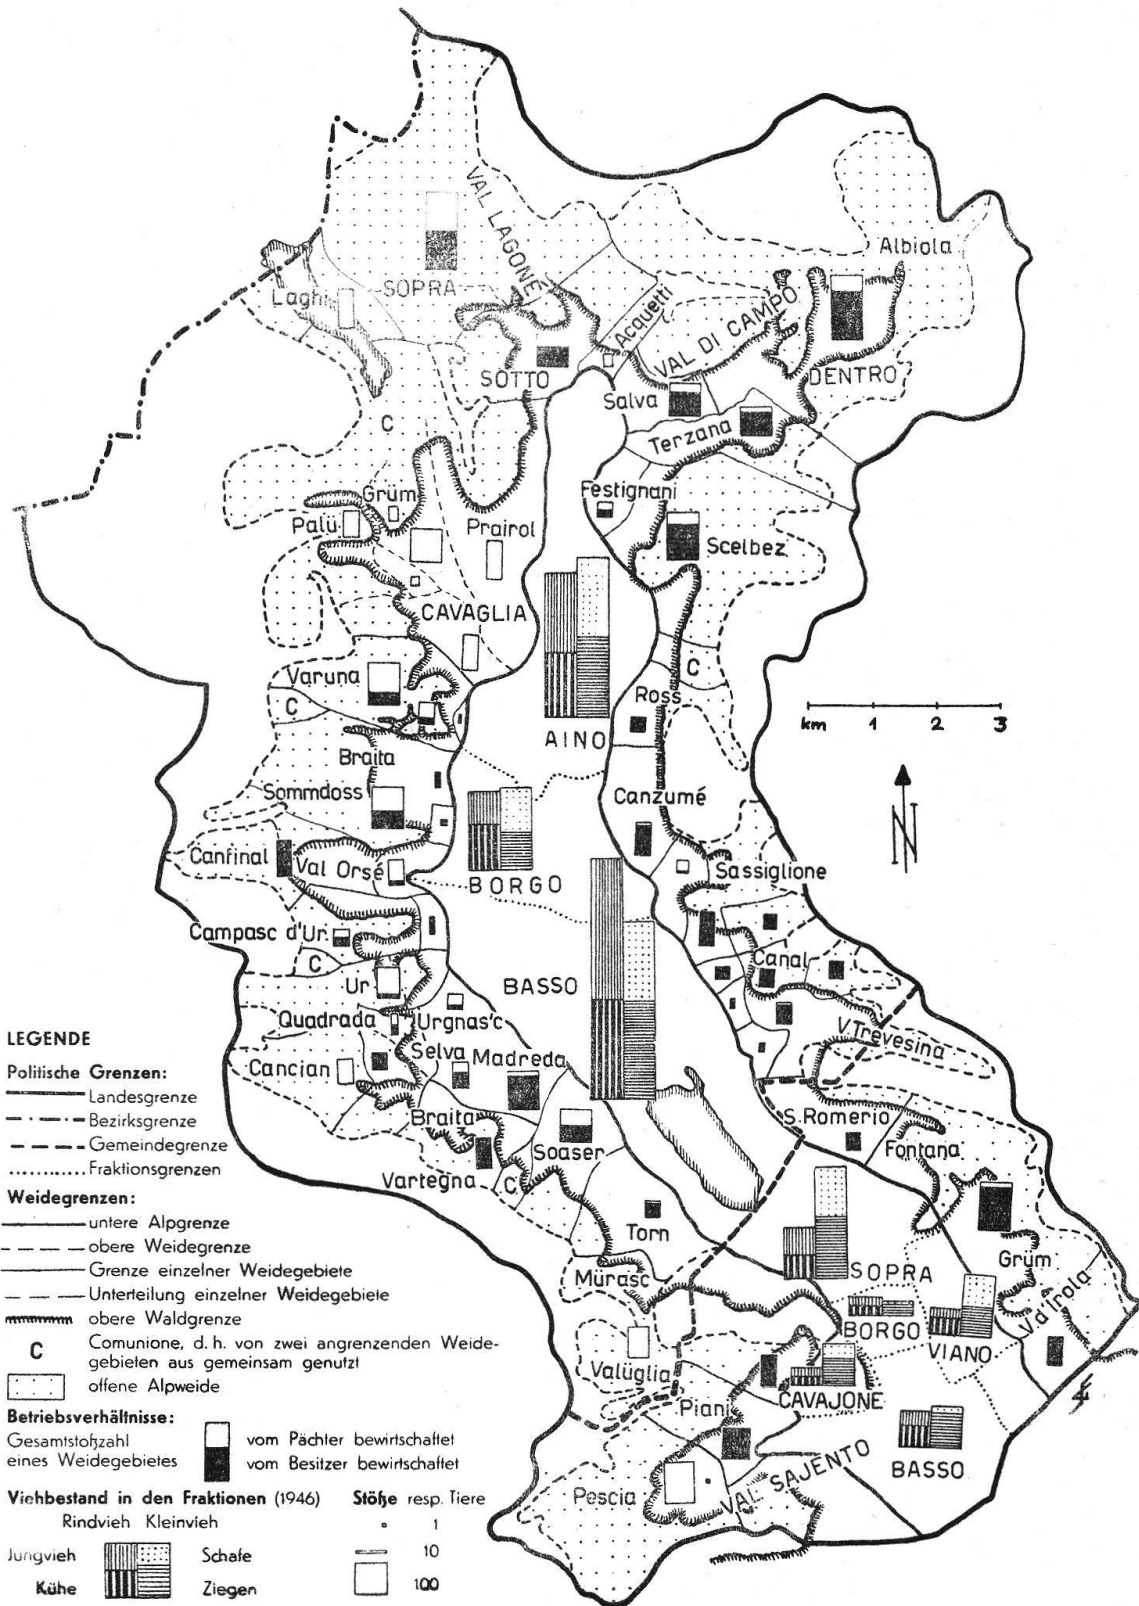 VAL LAGONÉ
Albiola
SOPRA
Laghi
Acquetti
VAL DI CAMPO
SOTTO
DENTRO
Salva
C
Terzana
Grüm
Festignani
Palü
Prairol
Scelbez
CAVAGLIA
C
Varuna
Ross
C
km 1 2 3
AINO
Braita
Sommdoss
Canzumé
N
Canfinal
Val Orsé
BORGO
Sassiglione
Campasc d'Ur
C
Canal
Ur
BASSO
Quadrada
Urgnas'c
V. Trevesina
Selva
Madreda
Cancian
S. Romerio
Braita
Soaser
Fontana
Vartegna
C
Torn
Grüm
SOPRA
Mürasc
V d'Irola
BORGO
VIANO
Valüglia
CAVAJONE
Piani
BASSO
Pescia
VAL SAJENTO
LEGENDE
Politische Grenzen:
Landesgrenze
Bezirksgrenze
Gemeindegrenze
Fraktionsgrenzen
Weidegrenzen:
untere Alpgrenze
obere Weidegrenze
Grenze einzelner Weidegebiete
Unterteilung einzelner Weidegebiete
obere Waldgrenze
C Comunione, d. h. von zwei angrenzenden Weide-
gebieten aus gemeinsam genutzt
offene Alpweide
Betriebsverhältnisse:
Gesamtstoßzahl
eines Weidegebietes
vom Pächter bewirtschaftet
vom Besitzer bewirtschaftet
Viehbestand in den Fraktionen (1946)
Rindvieh Kleinvieh
Jungvieh Schafe
Kühe Ziegen
Stöße resp. Tiere
1
10
100